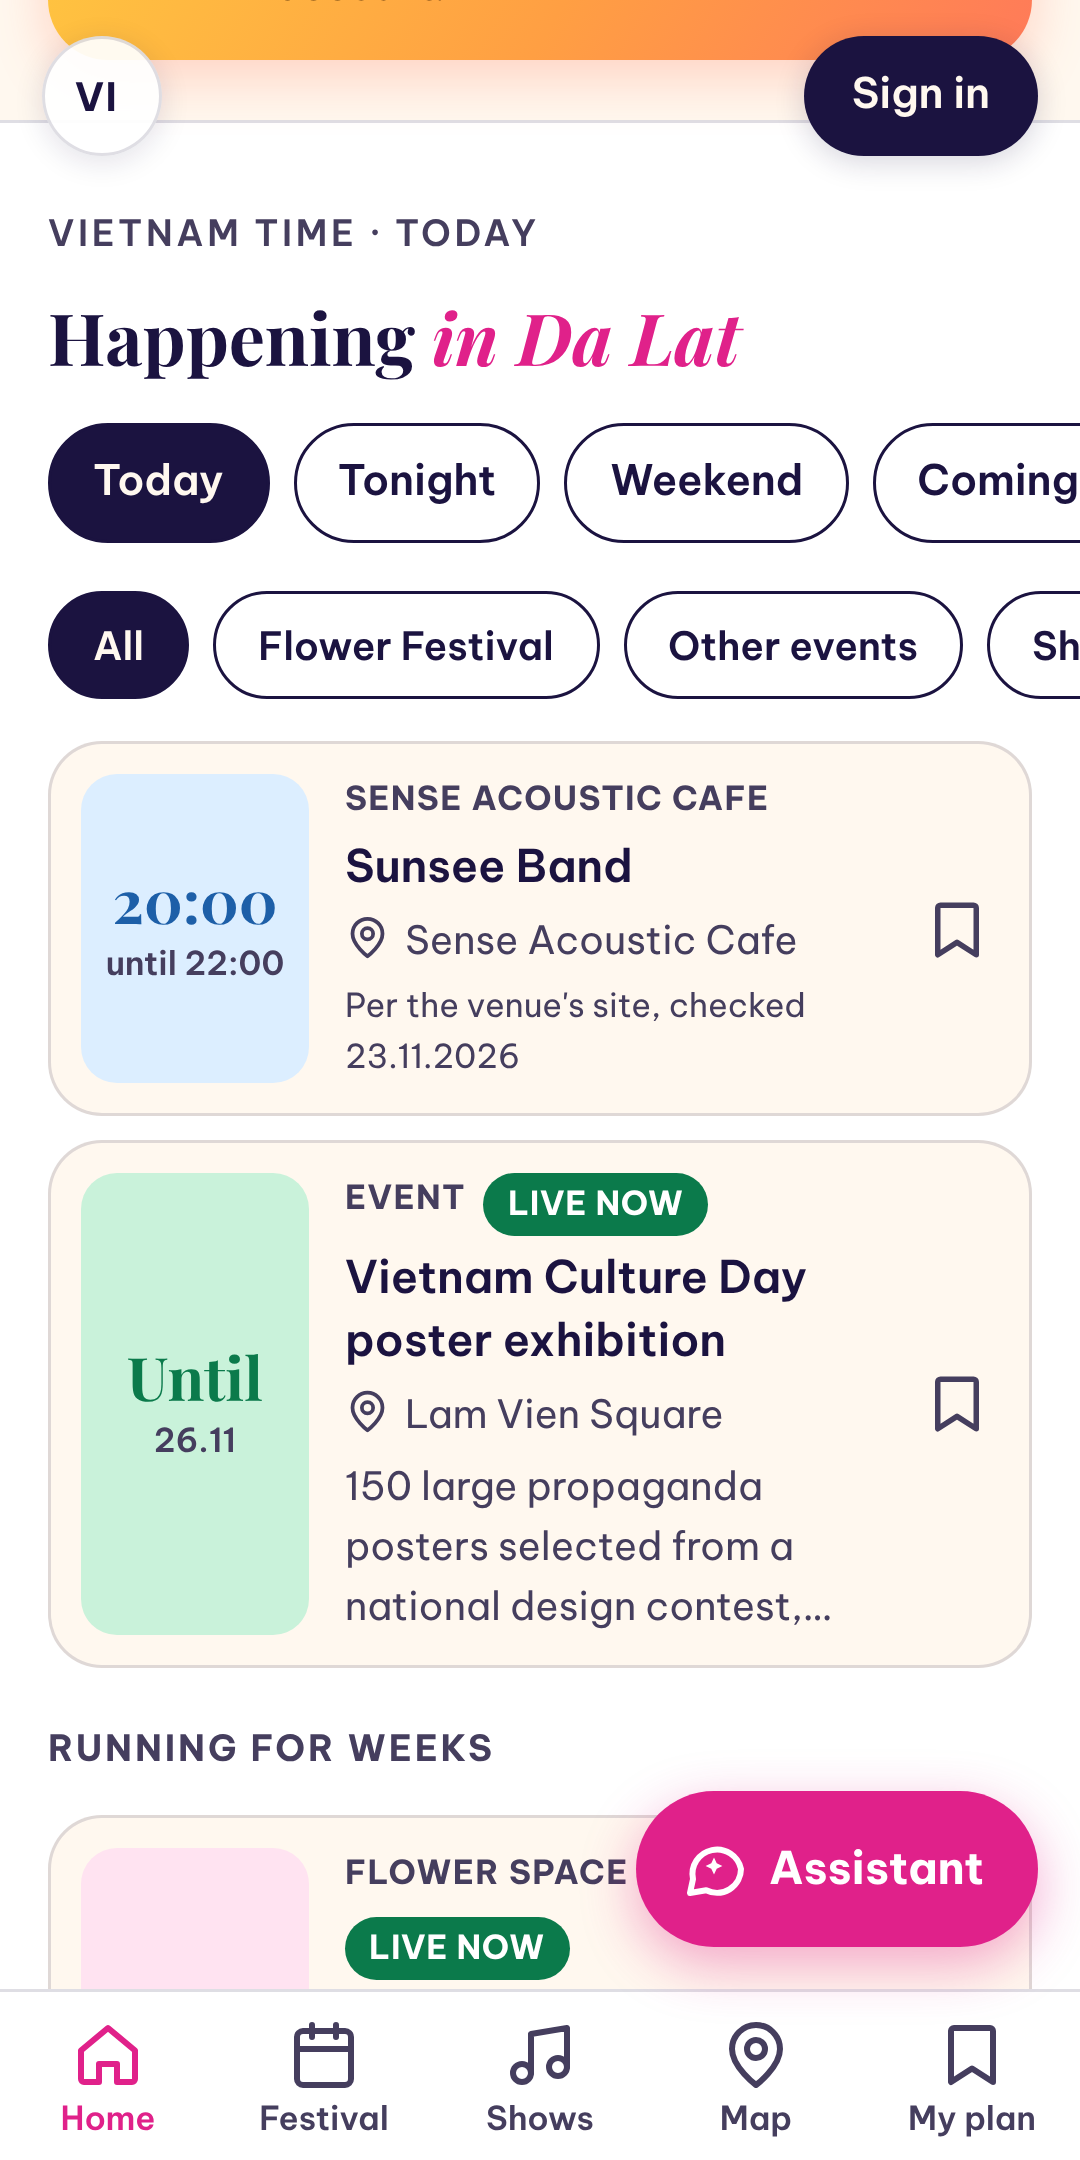 VI
Sign in
VIETNAM TIME · TODAY
Happening in Da Lat
Today
Tonight
Weekend
Coming
All
Flower Festival
Other events
Sh
SENSE ACOUSTIC CAFE
20:00
until 22:00
Sunsee Band
Sense Acoustic Cafe
Per the venue's site, checked
23.11.2026
EVENT LIVE NOW
Until
26.11
Vietnam Culture Day
poster exhibition
Lam Vien Square
150 large propaganda
posters selected from a
national design contest,...
RUNNING FOR WEEKS
FLOWER SPACE
LIVE NOW
Assistant
Home
Festival
Shows
Map
My plan